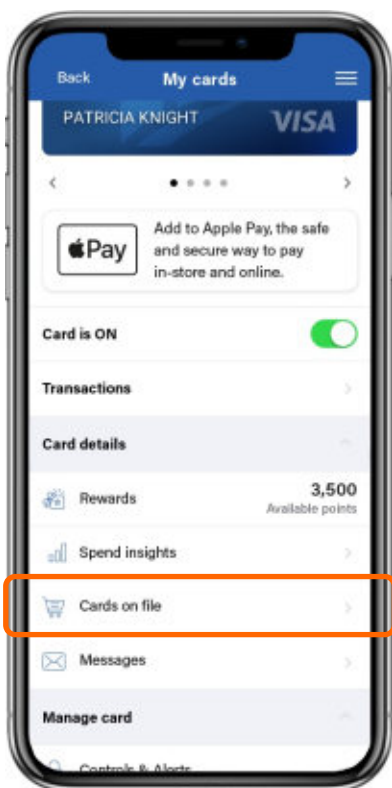 Back My cards
PATRICIA KNIGHT VISA
Pay
Add to Apple Pay, the safe
and secure way to pay
in-store and online.
Card is ON
Transactions
Card details
Rewards 3,500
Available points
Spend insights
Cards on file
Messages
Manage card
Controls & Alerts